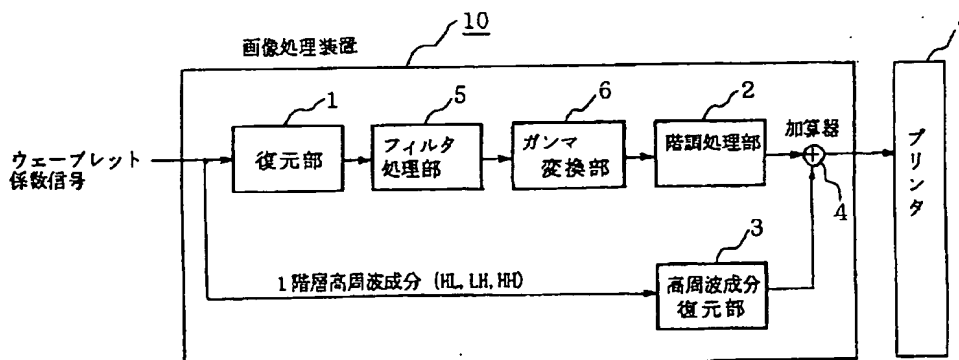 10
画像処理装置
1
5
6
2
加算器
ウェーブレット
係数信号
復元部
フィルタ
処理部
ガンマ
変換部
階調処理部
4
プリンタ
3
1階層高周波成分 (HL, LH, HH)
高周波成分
復元部